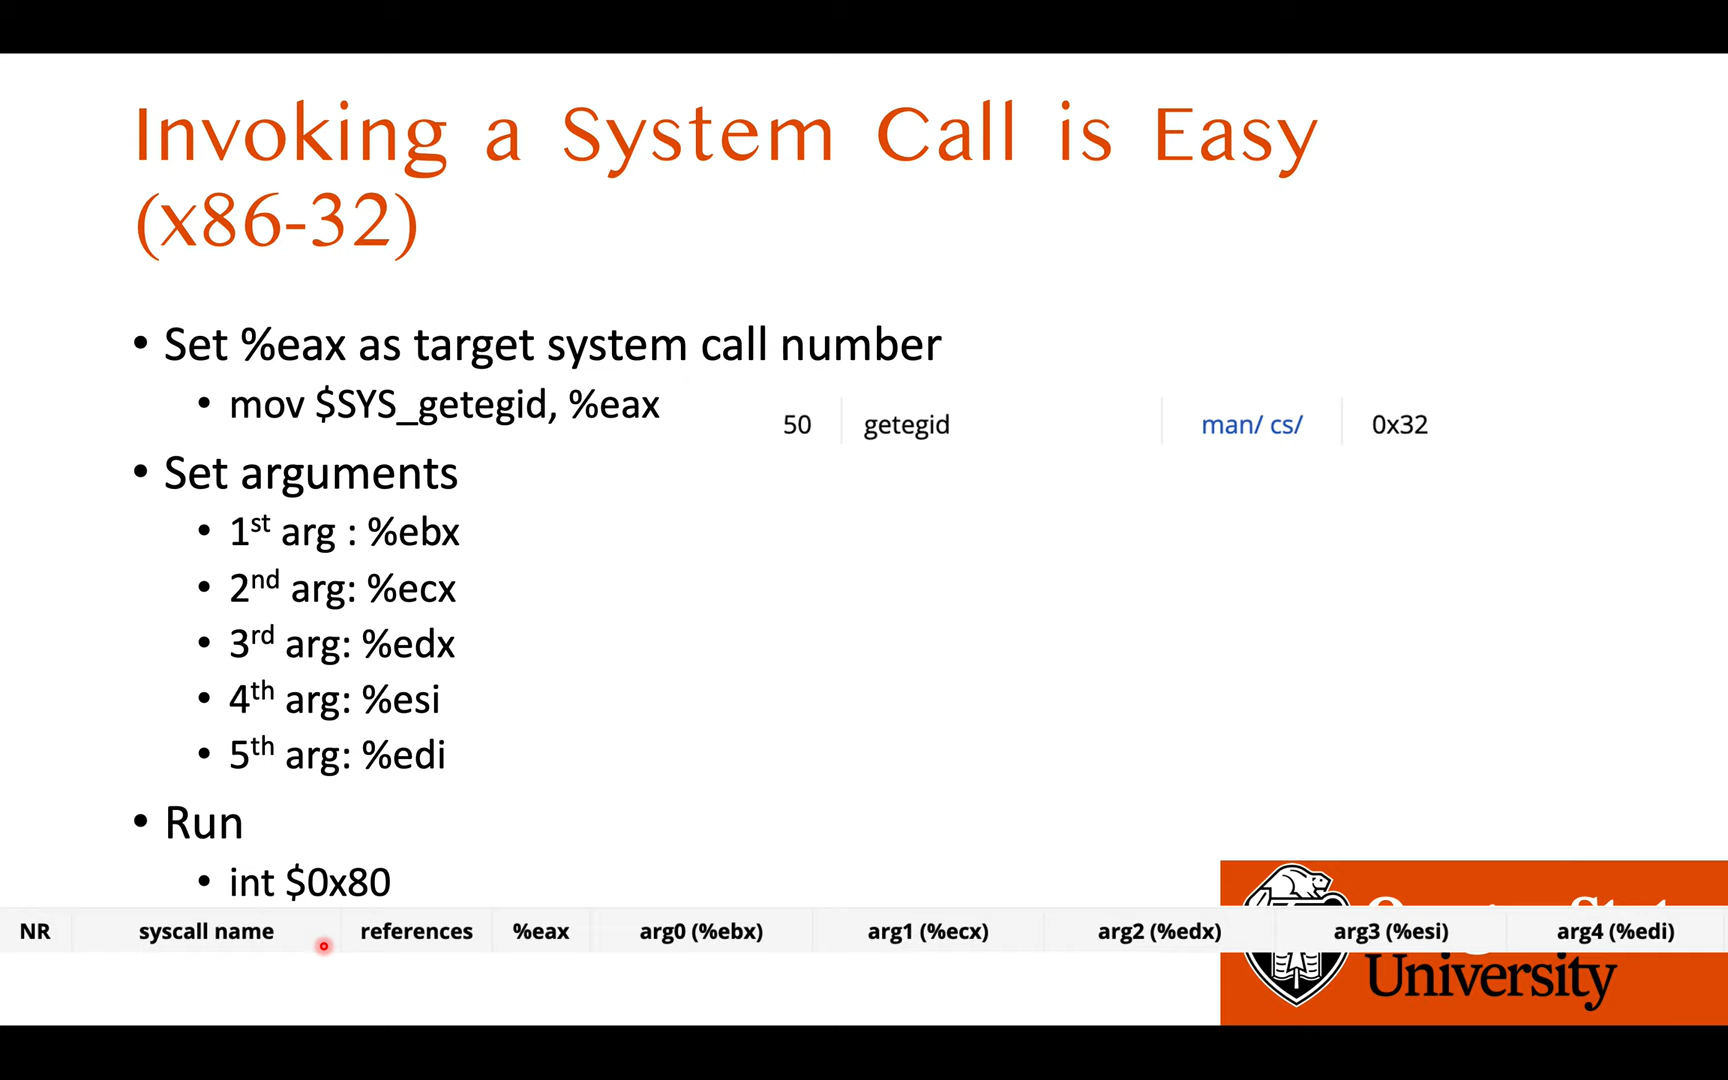 Invoking a System Call is Easy
(x86-32)
• Set %eax as target system call number
• mov $SYS_getegid, %eax
50 getegid man/ cs/ 0x32
• Set arguments
• 1st arg : %ebx
• 2nd arg: %ecx
• 3rd arg: %edx
• 4th arg: %esi
• 5th arg: %edi
• Run
• int $0x80
NR syscall name references %eax arg0 (%ebx) arg1 (%ecx) arg2 (%edx) arg3 (%esi) arg4 (%edi)
University